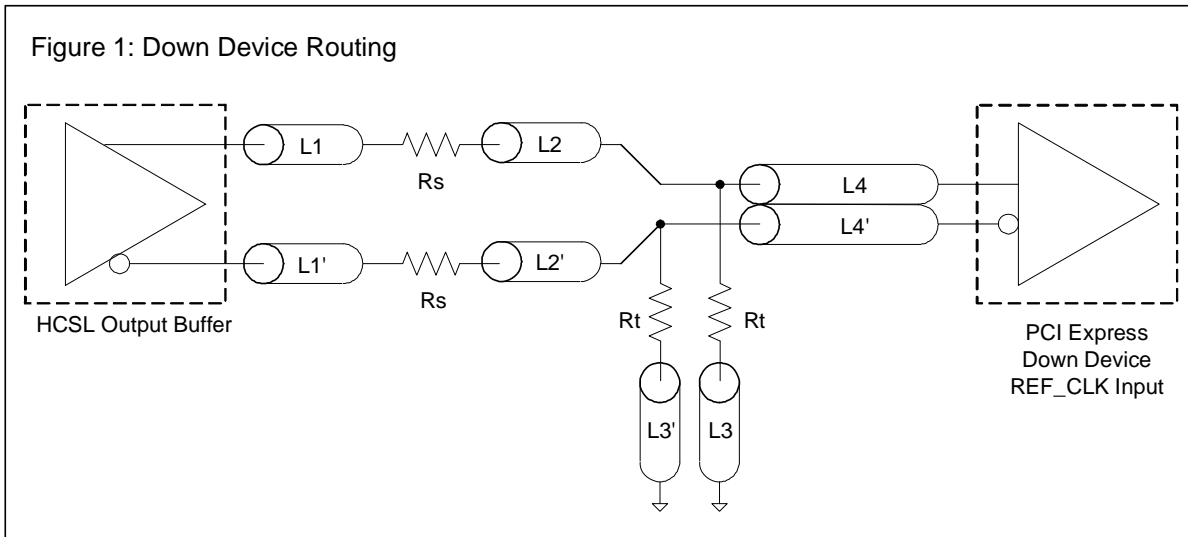 Figure 1: Down Device Routing
L1
Rs
L2
L4
L4'
L1'
Rs
L2'
HCSL Output Buffer
Rt
Rt
PCI Express
Down Device
REF_CLK Input
L3'
L3